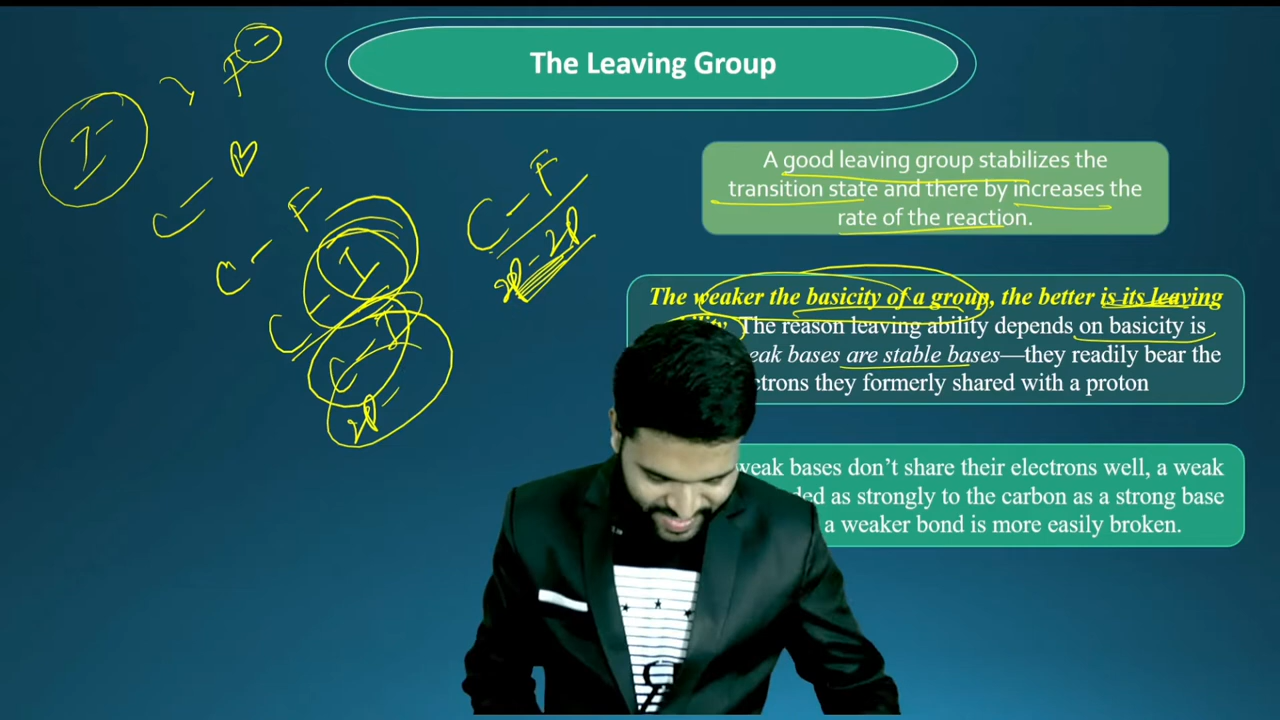 The Leaving Group
A good leaving group stabilizes the
transition state and there by increases the
rate of the reaction.
The weaker the basicity of a group, the better is its leaving
The reason leaving ability depends on basicity is
bases are stable bases—they readily bear the
they formerly shared with a proton
weak bases don't share their electrons well, a weak
as strongly to the carbon as a strong base
a weaker bond is more easily broken.
I⁻
F⁻
C
C – F
C – F
2p - 2p
I
C
C – I
2p -